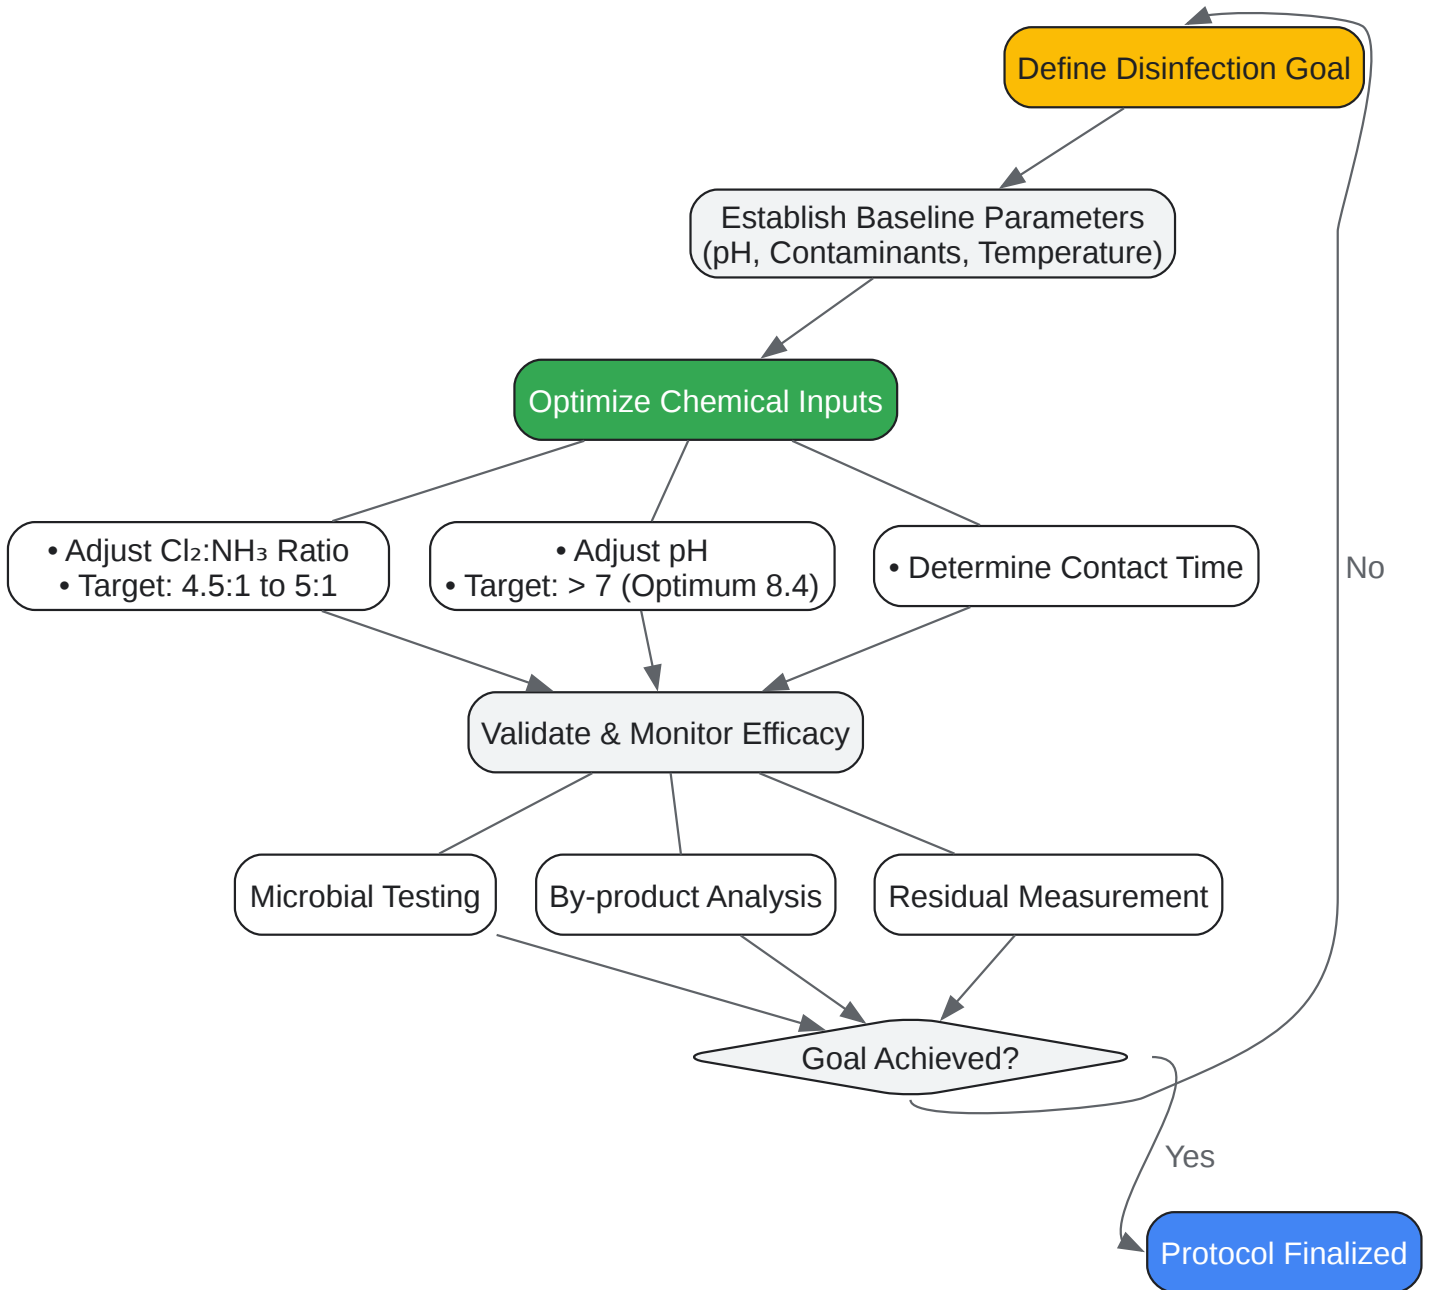 Define Disinfection Goal
Establish Baseline Parameters
(pH, Contaminants, Temperature)
Optimize Chemical Inputs
• Adjust Cl₂:NH₃ Ratio
• Target: 4.5:1 to 5:1
• Adjust pH
• Target: > 7 (Optimum 8.4)
• Determine Contact Time
No
Validate & Monitor Efficacy
Microbial Testing
By-product Analysis
Residual Measurement
Goal Achieved?
Yes
Protocol Finalized